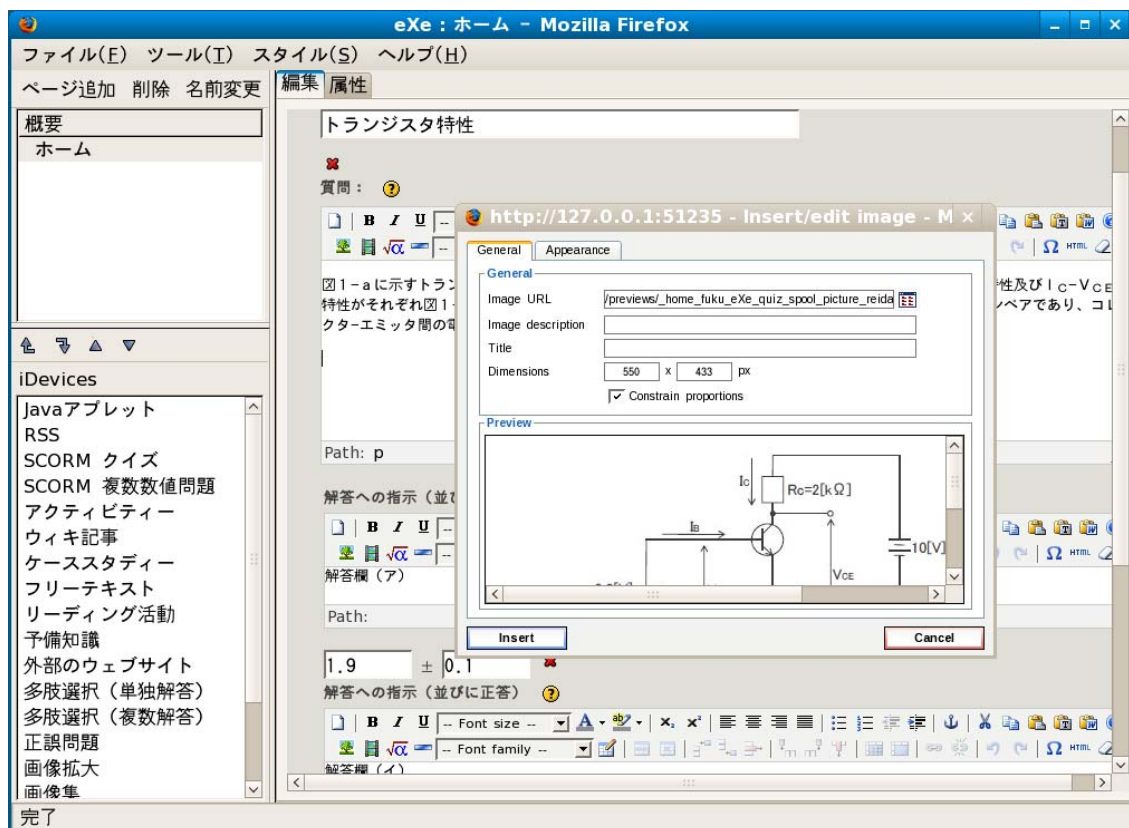 eXe : ホーム - Mozilla Firefox
ファイル(F) ツール(T) スタイル(S) ヘルプ(H)
ページ追加 削除 名前変更
編集 属性
概要
ホーム
iDevices
Javaアプレット
RSS
SCORM クイズ
SCORM 複数数値問題
アクティビティー
ウィキ記事
ケーススタディー
フリーテキスト
リーディング活動
予備知識
外部のウェブサイト
多肢選択（単独解答）
多肢選択（複数解答）
正誤問題
画像拡大
画像集
トランジスタ特性
質問：
B I U
HTML
図1-aに示すトラン
特性及びIC-VCE
特性がそれぞれ図1-
ペアであり、コレ
クタ-エミッタ間の電
Path: p
解答への指示（並び
B I U
HTML
解答欄（ア）
Path:
1.9 ± 0.1
解答への指示（並びに正答）
B I U -- Font size --
-- Font family -- HTML
解答欄（イ）
http://127.0.0.1:51235 - Insert/edit image - M
General Appearance
General
Image URL /previews/_home_fuku_eXe_quiz_spool_picture_reida
Image description
Title
Dimensions 550 x 433 px
Constrain proportions
Preview
IC
RC=2[kΩ]
IB
10[V]
VCE
Insert Cancel
完了